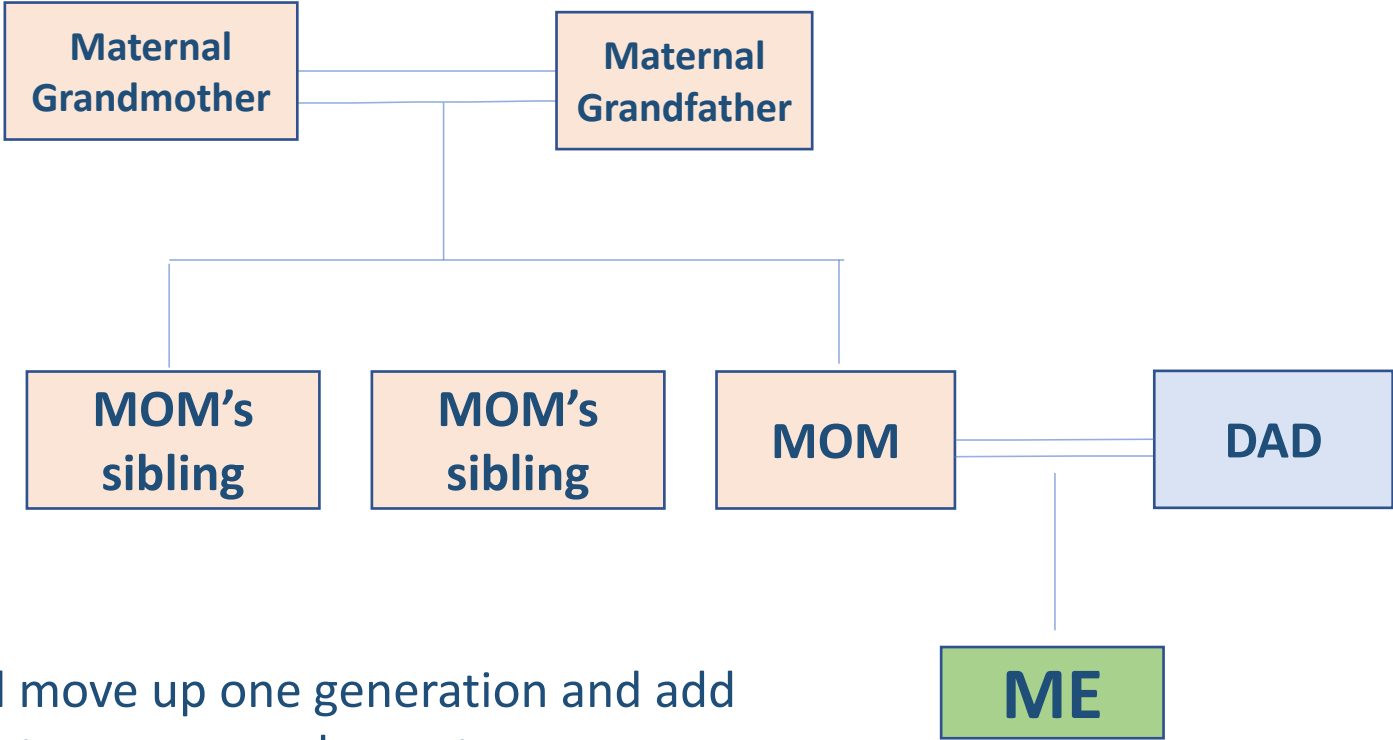 Maternal
Grandmother
Maternal
Grandfather
MOM’s
sibling
MOM’s
sibling
MOM
DAD
ME
move up one generation and add